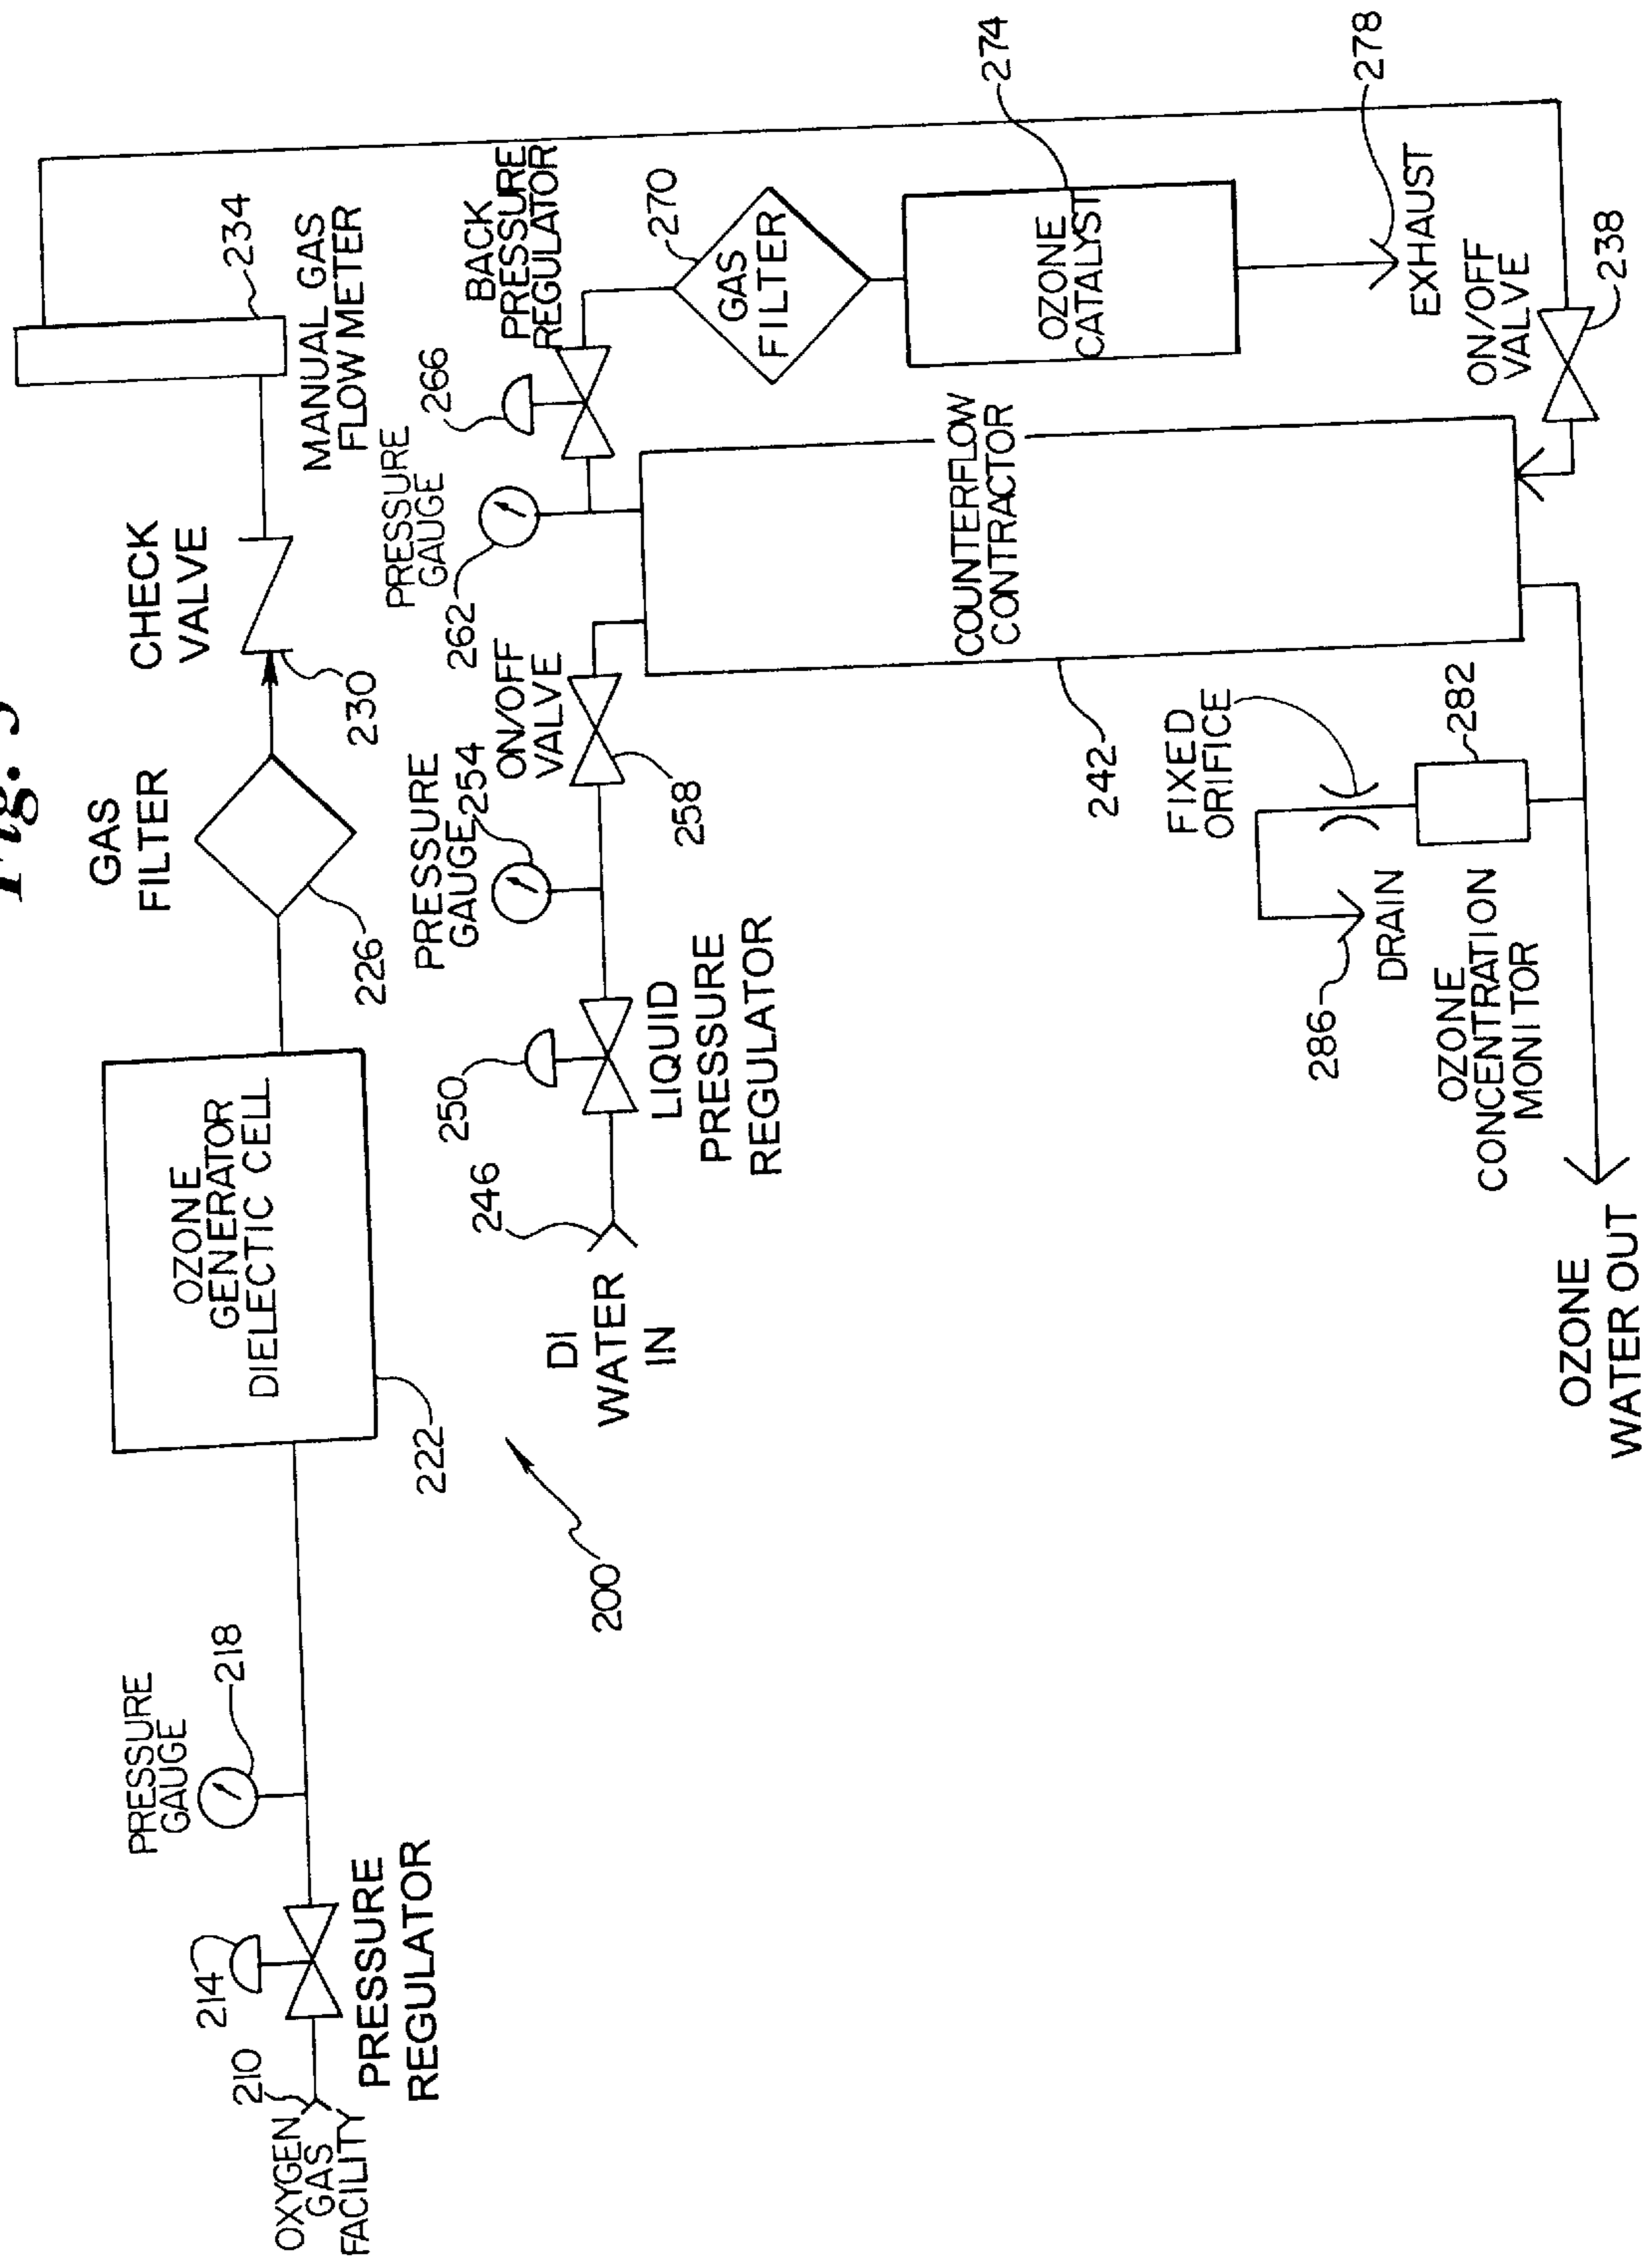 Fig. 5
OXYGEN
GAS
FACILITY
210
214
PRESSURE
REGULATOR
PRESSURE
GAUGE
218
OZONE
GENERATOR
DIELECTIC CELL
222
GAS
FILTER
226
CHECK
VALVE
230
MANUAL GAS
FLOW METER
234
200
DI
WATER
IN
246
250
LIQUID
PRESSURE
REGULATOR
PRESSURE
GAUGE
254
ON/OFF
VALVE
258
PRESSURE
GAUGE
262
266
BACK
PRESSURE
REGULATOR
270
GAS
FILTER
OZONE
CATALYST
274
EXHAUST
278
COUNTERFLOW
CONTRACTOR
242
ON/OFF
VALVE
238
FIXED
ORIFICE
282
286
DRAIN
OZONE
CONCENTRATION
MONITOR
OZONE
WATER OUT